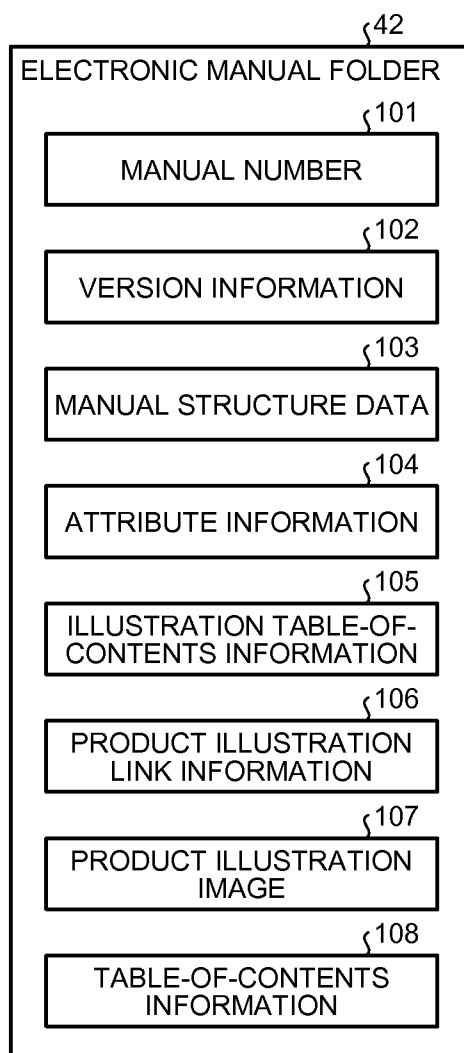 42
ELECTRONIC MANUAL FOLDER
101
MANUAL NUMBER
102
VERSION INFORMATION
103
MANUAL STRUCTURE DATA
104
ATTRIBUTE INFORMATION
105
ILLUSTRATION TABLE-OF-
CONTENTS INFORMATION
106
PRODUCT ILLUSTRATION
LINK INFORMATION
107
PRODUCT ILLUSTRATION
IMAGE
108
TABLE-OF-CONTENTS
INFORMATION